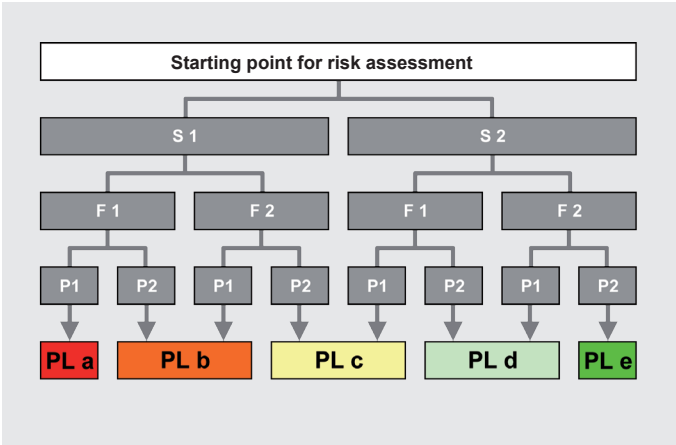 Starting point for risk assessment
S 1 S 2
F 1 F 2 F 1 F 2
P1 P2 P1 P2 P1 P2 P1 P2
PL a PL b PL c PL d PL e